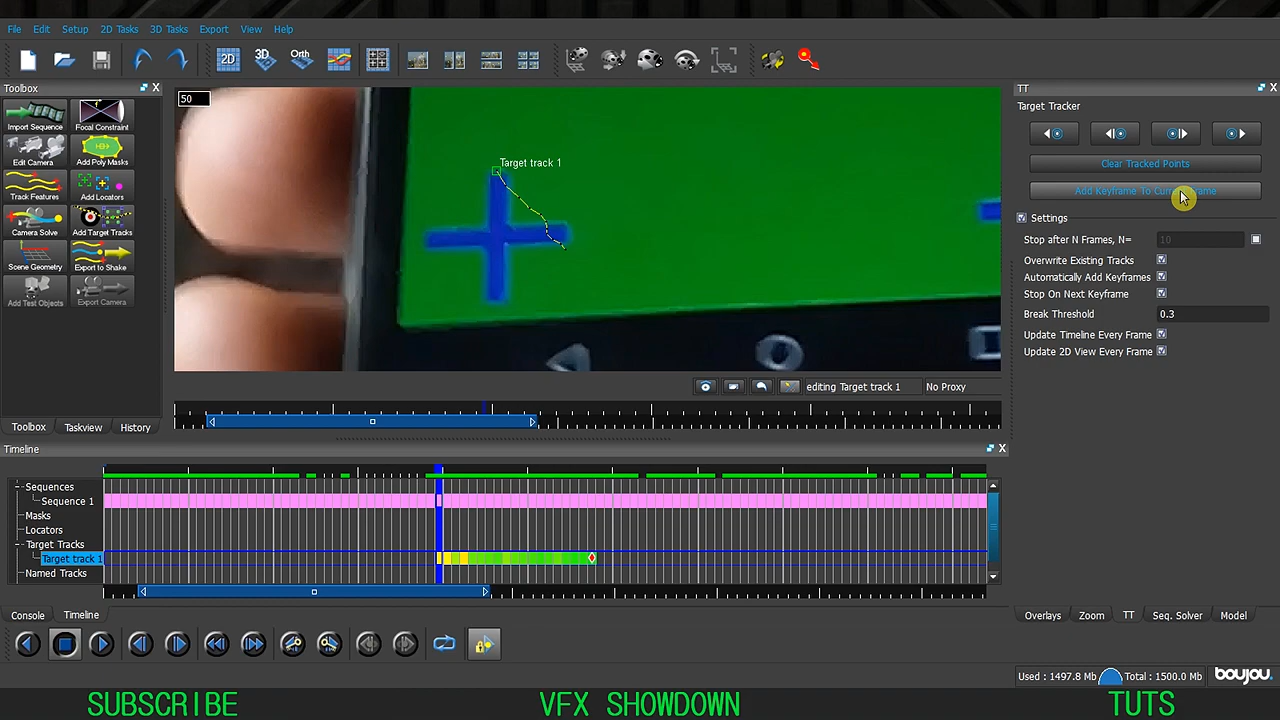 File Edit Setup 2D Tasks 3D Tasks Export View Help
2D 3D Orth
Toolbox
Import Sequence Focal Constraint
Edit Camera Add Poly Masks
Track Features Add Locators
Camera Solve Add Target Tracks
Scene Geometry Export to Shake
Add Test Objects Export Camera
Toolbox Taskview History
50
Target track 1
editing Target track 1 No Proxy
TT
Target Tracker
Clear Tracked Points
Add Keyframe To Current Frame
Settings
Stop after N Frames, N= 10
Overwrite Existing Tracks
Automatically Add Keyframes
Stop On Next Keyframe
Break Threshold 0.3
Update Timeline Every Frame
Update 2D View Every Frame
Timeline
Sequences
Sequence 1
Masks
Locators
Target Tracks
Target track 1
Named Tracks
Console Timeline
Overlays Zoom TT Seq. Solver Model
Used : 1497.8 Mb Total : 1500.0 Mb boujou
SUBSCRIBE VFX SHOWDOWN TUTS